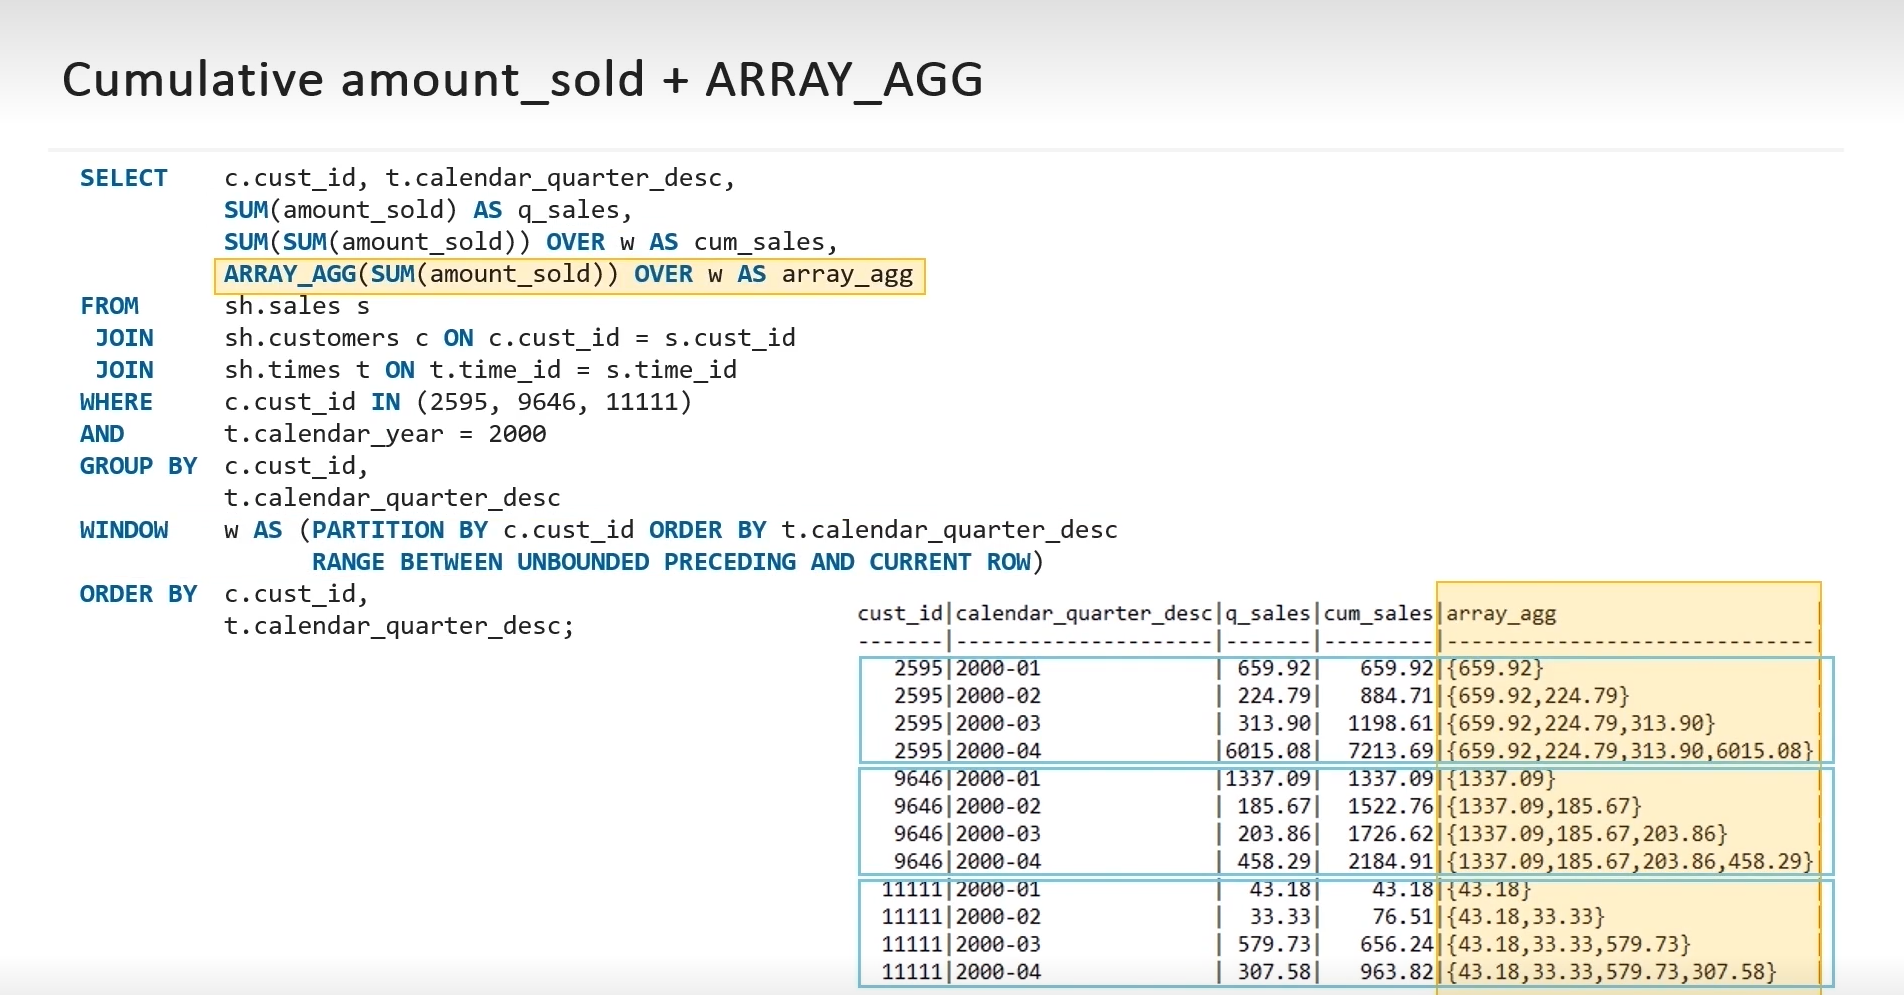 Cumulative amount_sold + ARRAY_AGG
SELECT c.cust_id, t.calendar_quarter_desc,
SUM(amount_sold) AS q_sales,
SUM(SUM(amount_sold)) OVER w AS cum_sales,
ARRAY_AGG(SUM(amount_sold)) OVER w AS array_agg
FROM sh.sales s
JOIN sh.customers c ON c.cust_id = s.cust_id
JOIN sh.times t ON t.time_id = s.time_id
WHERE c.cust_id IN (2595, 9646, 11111)
AND t.calendar_year = 2000
GROUP BY c.cust_id,
t.calendar_quarter_desc
WINDOW w AS (PARTITION BY c.cust_id ORDER BY t.calendar_quarter_desc
RANGE BETWEEN UNBOUNDED PRECEDING AND CURRENT ROW)
ORDER BY c.cust_id,
t.calendar_quarter_desc;
cust_id|calendar_quarter_desc|q_sales|cum_sales|array_agg |
-------|---------------------|-------|---------|------------------------------|
2595|2000-01 | 659.92| 659.92|{659.92} |
2595|2000-02 | 224.79| 884.71|{659.92,224.79} |
2595|2000-03 | 313.90| 1198.61|{659.92,224.79,313.90} |
2595|2000-04 |6015.08| 7213.69|{659.92,224.79,313.90,6015.08}|
9646|2000-01 |1337.09| 1337.09|{1337.09} |
9646|2000-02 | 185.67| 1522.76|{1337.09,185.67} |
9646|2000-03 | 203.86| 1726.62|{1337.09,185.67,203.86} |
9646|2000-04 | 458.29| 2184.91|{1337.09,185.67,203.86,458.29}|
11111|2000-01 | 43.18| 43.18|{43.18} |
11111|2000-02 | 33.33| 76.51|{43.18,33.33} |
11111|2000-03 | 579.73| 656.24|{43.18,33.33,579.73} |
11111|2000-04 | 307.58| 963.82|{43.18,33.33,579.73,307.58} |